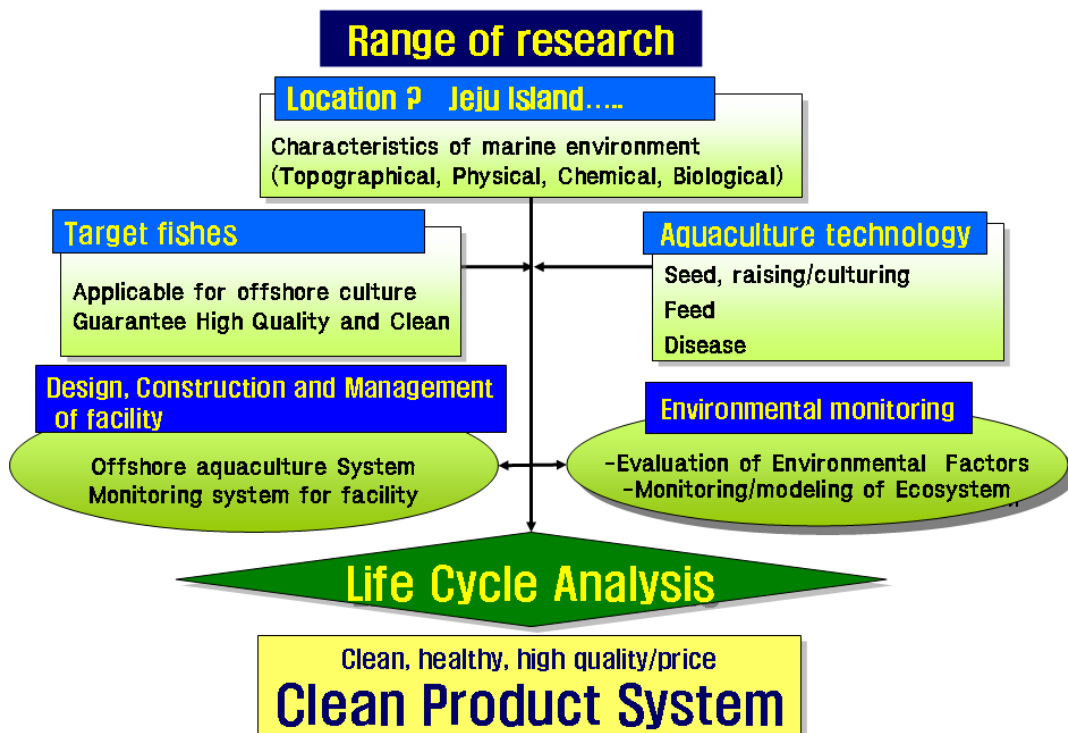 Range of research
Location ? Jeju Island.....
Characteristics of marine environment
(Topographical, Physical, Chemical, Biological)
Target fishes
Applicable for offshore culture
Guarantee High Quality and Clean
Aquaculture technology
Seed, raising/culturing
Feed
Disease
Design, Construction and Management
of facility
Offshore aquaculture System
Monitoring system for facility
Environmental monitoring
-Evaluation of Environmental Factors
-Monitoring/modeling of Ecosystem
Life Cycle Analysis
Clean, healthy, high quality/price
Clean Product System